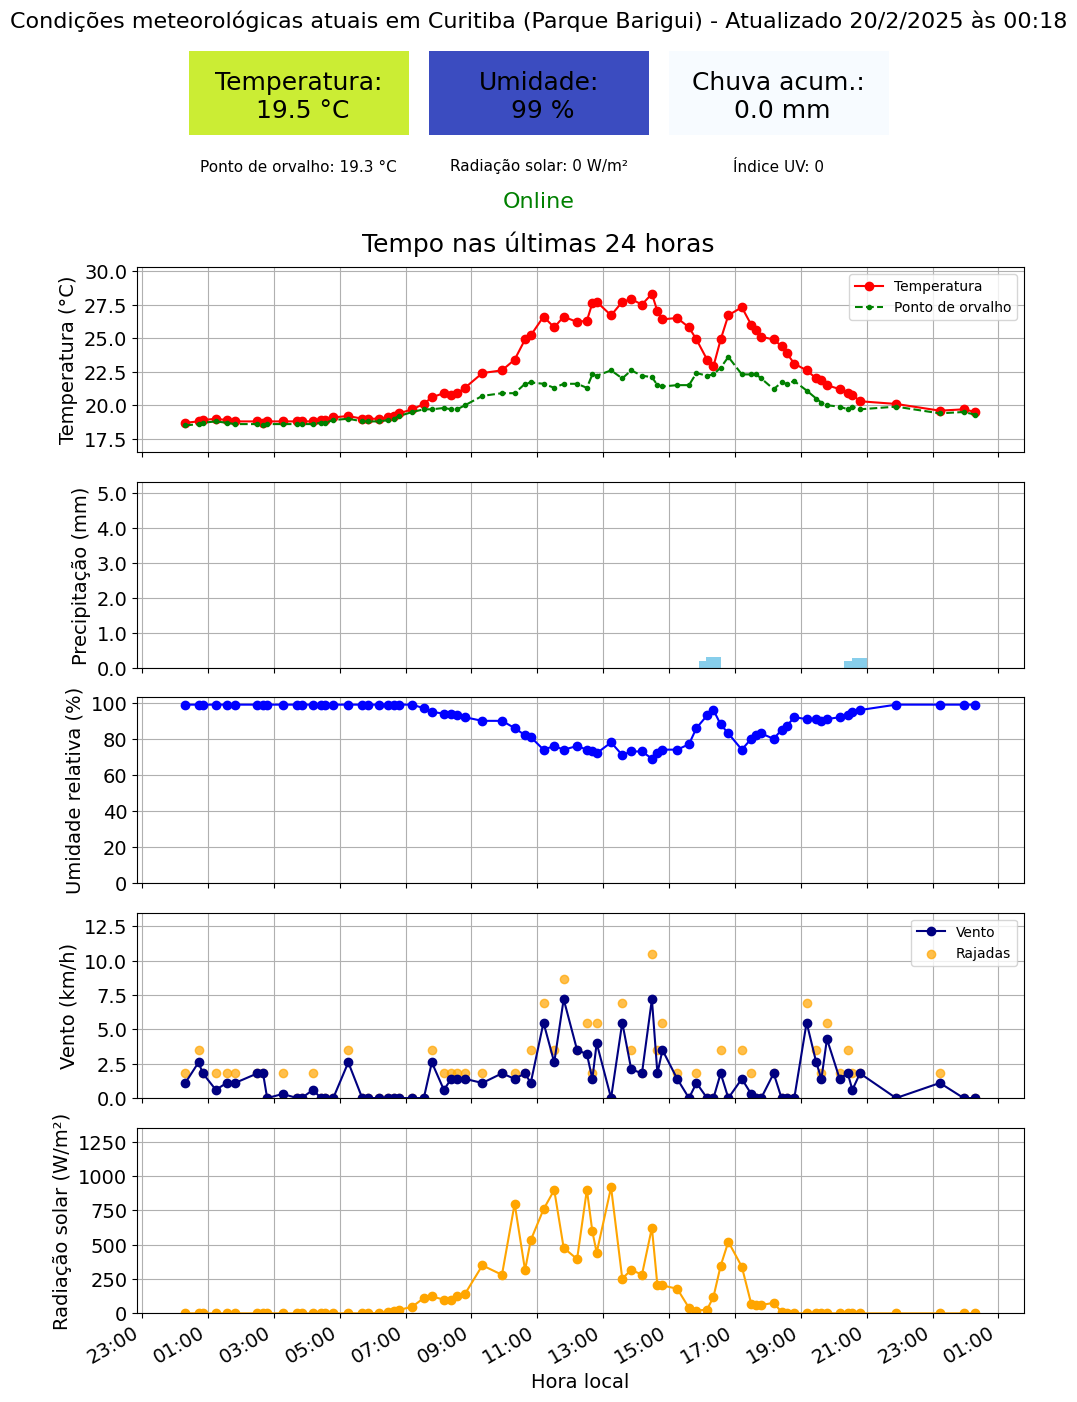 Condições meteorológicas atuais em Curitiba (Parque Barigui) - Atualizado 20/2/2025 às 00:18
Temperatura:
19.5 °C
Umidade:
99 %
Chuva acum.:
0.0 mm
Ponto de orvalho: 19.3 °C
Radiação solar: 0 W/m²
Índice UV: 0
Online
Tempo nas últimas 24 horas
Temperatura (°C)
30.0
27.5
25.0
22.5
20.0
17.5
Temperatura
Ponto de orvalho
Precipitação (mm)
5.0
4.0
3.0
2.0
1.0
0.0
Umidade relativa (%)
100
80
60
40
20
0
Vento (km/h)
12.5
10.0
7.5
5.0
2.5
0.0
Vento
Rajadas
Radiação solar (W/m²)
1250
1000
750
500
250
0
23:00
01:00
03:00
05:00
07:00
09:00
11:00
13:00
15:00
17:00
19:00
21:00
23:00
01:00
Hora local